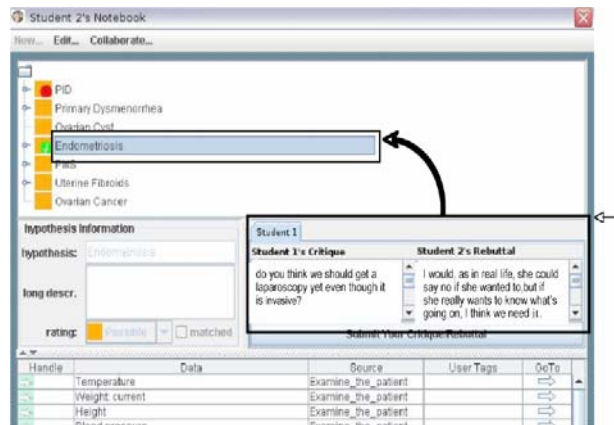 Student 2's Notebook
New... Edit... Collaborate...
PID
Primary Dysmenorrhea
Ovarian Cyst
Endometriosis
PMS
Uterine Fibroids
Ovarian Cancer
hypothesis information
hypothesis: Endometriosis
long descr.
rating: Possible matched
Student 1
Student 1's Critique Student 2's Rebuttal
do you think we should get a
laparoscopy yet even though it
is invasive?
I would, as in real life, she could
say no if she wanted to,but if
she really wants to know what's
going on, I think we need it.
Submit Your Critique/Rebuttal
Handle Data Source User Tags GoTo
Temperature Examine_the_patient
Weight: current Examine_the_patient
Height Examine_the_patient
Blood pressure Examine_the_patient